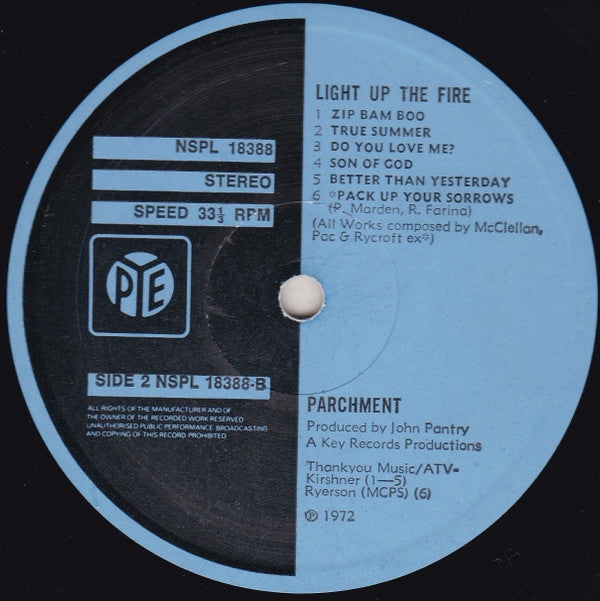 NSPL 18388
STEREO
SPEED 33⅓ RPM
PYE
SIDE 2 NSPL 18388-B
ALL RIGHTS OF THE MANUFACTURER AND OF
THE OWNER OF THE RECORDED WORK RESERVED
UNAUTHORISED PUBLIC PERFORMANCE BROADCASTING
AND COPYING OF THIS RECORD PROHIBITED
LIGHT UP THE FIRE
1 ZIP BAM BOO
2 TRUE SUMMER
3 DO YOU LOVE ME?
4 SON OF GOD
5 BETTER THAN YESTERDAY
6 *PACK UP YOUR SORROWS
(P. Marden, R. Farina)
(All Works composed by McClellan,
Pac & Rycroft ex*)
PARCHMENT
Produced by John Pantry
A Key Records Productions
Thankyou Music/ATV-
Kirshner (1—5)
Ryerson (MCPS) (6)
℗ 1972